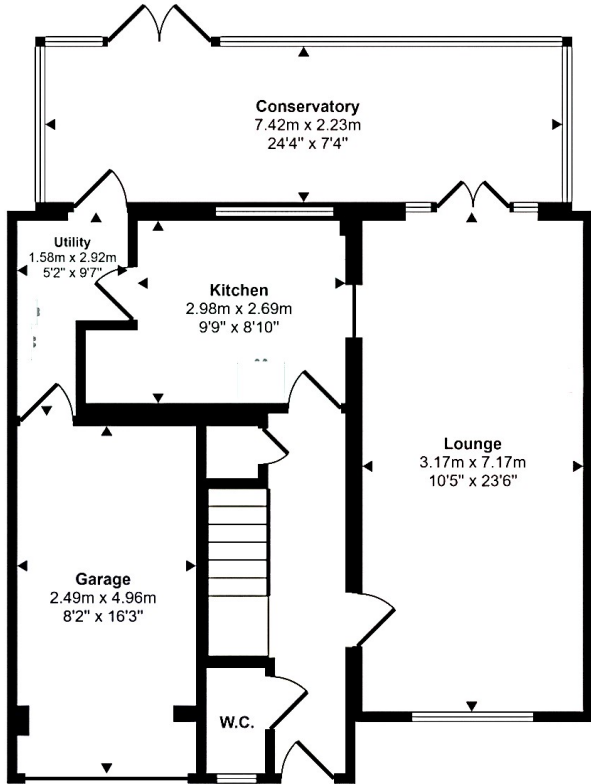 Conservatory
7.42m x 2.23m
24'4" x 7'4"
Utility
1.58m x 2.92m
5'2" x 9'7"
Kitchen
2.98m x 2.69m
9'9" x 8'10"
Lounge
3.17m x 7.17m
10'5" x 23'6"
Garage
2.49m x 4.96m
8'2" x 16'3"
W.C.